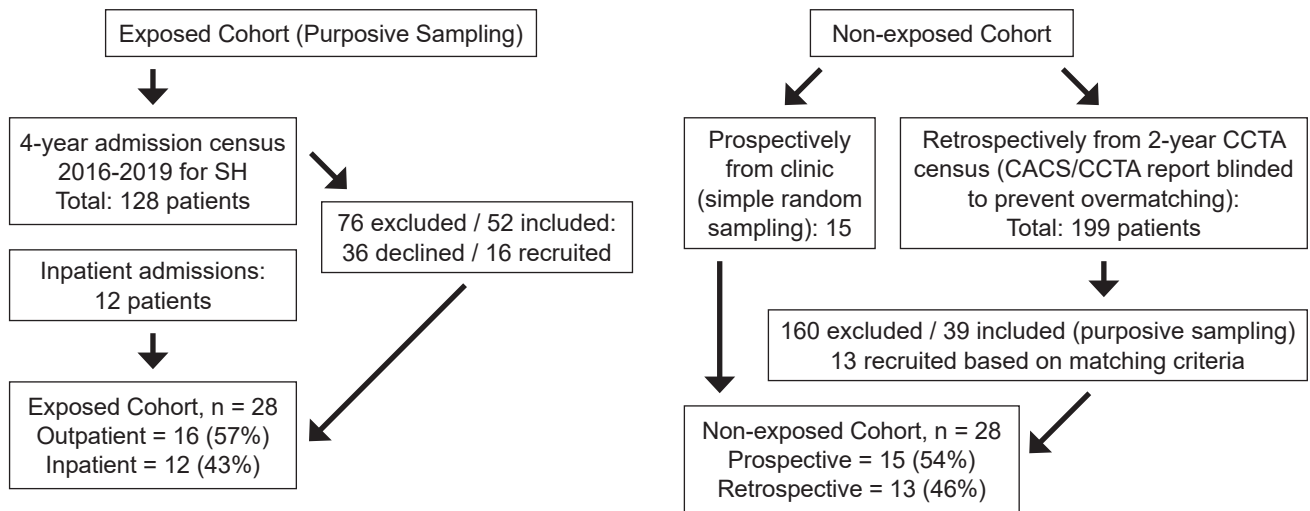 Exposed Cohort (Purposive Sampling)
4-year admission census
2016-2019 for SH
Total: 128 patients
76 excluded / 52 included:
36 declined / 16 recruited
Inpatient admissions:
12 patients
Exposed Cohort, n = 28
Outpatient = 16 (57%)
Inpatient = 12 (43%)
Non-exposed Cohort
Prospectively
from clinic
(simple random
sampling): 15
Retrospectively from 2-year CCTA
census (CACS/CCTA report blinded
to prevent overmatching):
Total: 199 patients
160 excluded / 39 included (purposive sampling)
13 recruited based on matching criteria
Non-exposed Cohort, n = 28
Prospective = 15 (54%)
Retrospective = 13 (46%)